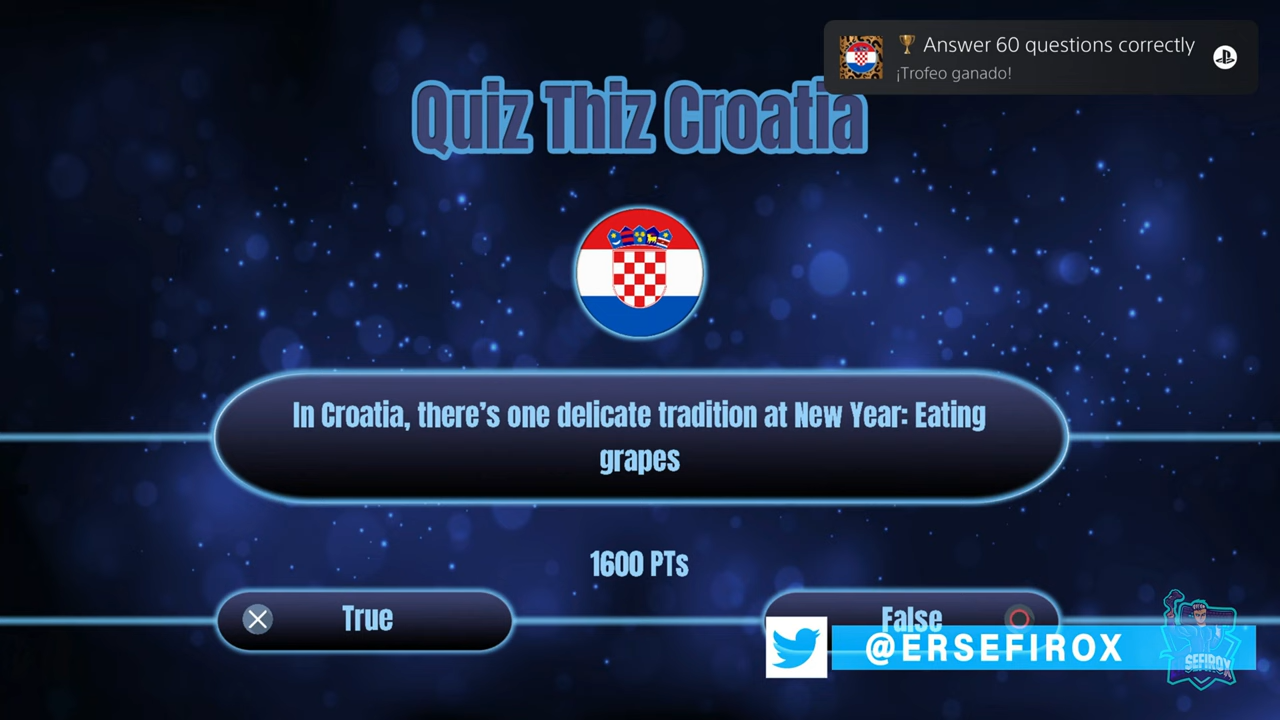 Answer 60 questions correctly
¡Trofeo ganado!
Quiz Thiz Croatia
In Croatia, there’s one delicate tradition at New Year: Eating
grapes
1600 PTs
True
False
@ERSEFIROX
SEFIROX